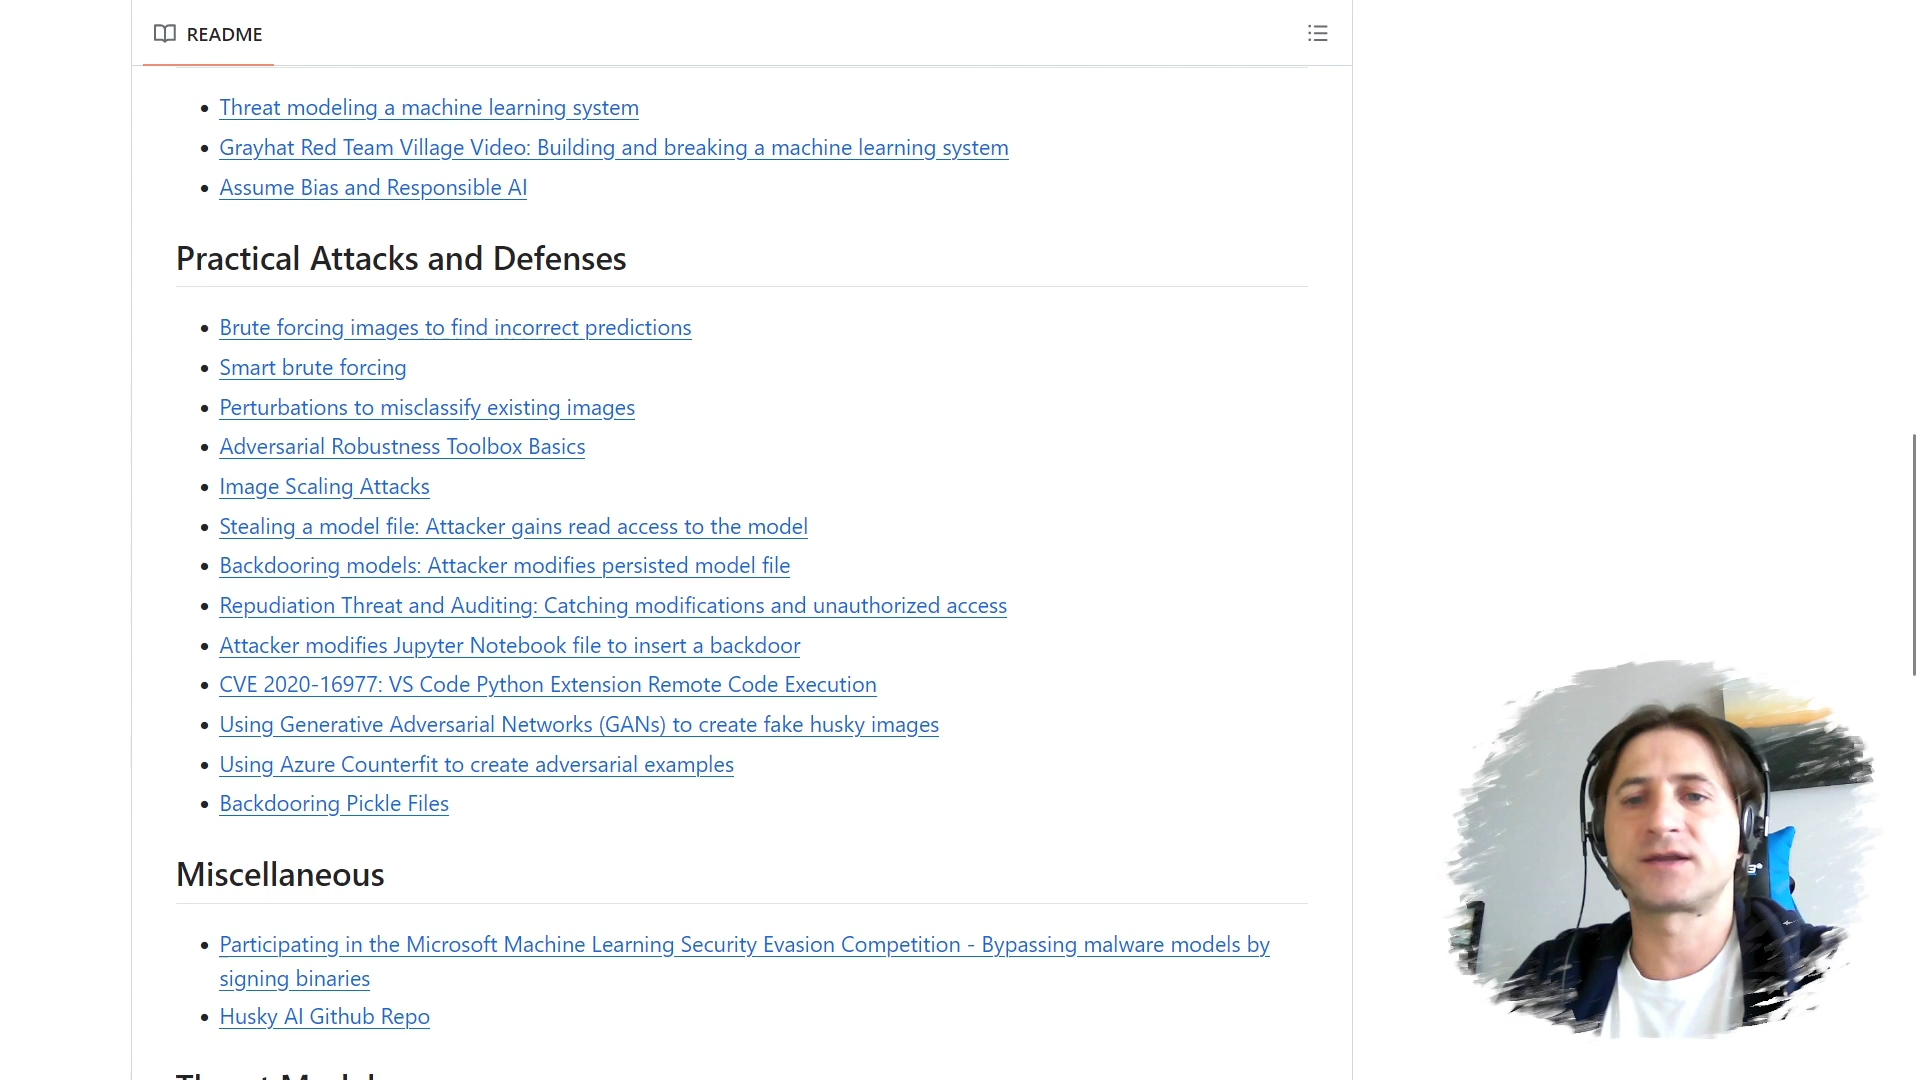 README
Threat modeling a machine learning system
Grayhat Red Team Village Video: Building and breaking a machine learning system
Assume Bias and Responsible AI
Practical Attacks and Defenses
Brute forcing images to find incorrect predictions
Smart brute forcing
Perturbations to misclassify existing images
Adversarial Robustness Toolbox Basics
Image Scaling Attacks
Stealing a model file: Attacker gains read access to the model
Backdooring models: Attacker modifies persisted model file
Repudiation Threat and Auditing: Catching modifications and unauthorized access
Attacker modifies Jupyter Notebook file to insert a backdoor
CVE 2020-16977: VS Code Python Extension Remote Code Execution
Using Generative Adversarial Networks (GANs) to create fake husky images
Using Azure Counterfit to create adversarial examples
Backdooring Pickle Files
Miscellaneous
Participating in the Microsoft Machine Learning Security Evasion Competition - Bypassing malware models by
signing binaries
Husky AI Github Repo